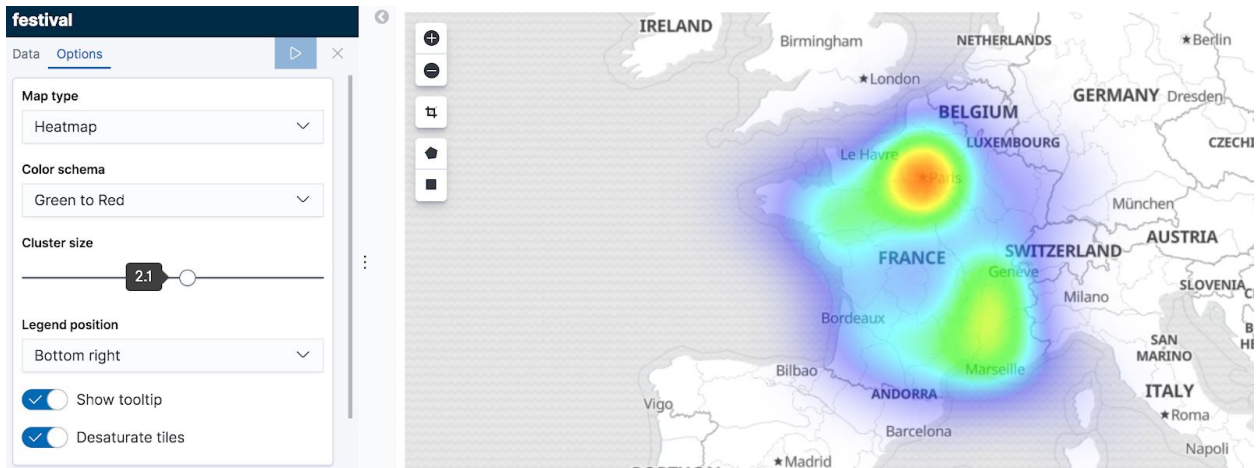 festival
Data Options
Map type
Heatmap
Color schema
Green to Red
Cluster size
2.1
Legend position
Bottom right
Show tooltip
Desaturate tiles
IRELAND
Birmingham
NETHERLANDS
Berlin
London
GERMANY
Dresden
BELGIUM
LUXEMBOURG
CZECHI
Le Havre
Paris
München
AUSTRIA
SWITZERLAND
FRANCE
Genève
SLOVENIA
Milano
Bordeaux
SAN
MARINO
Bilbao
Marseille
ANDORRA
ITALY
Vigo
Roma
Barcelona
Napoli
Madrid